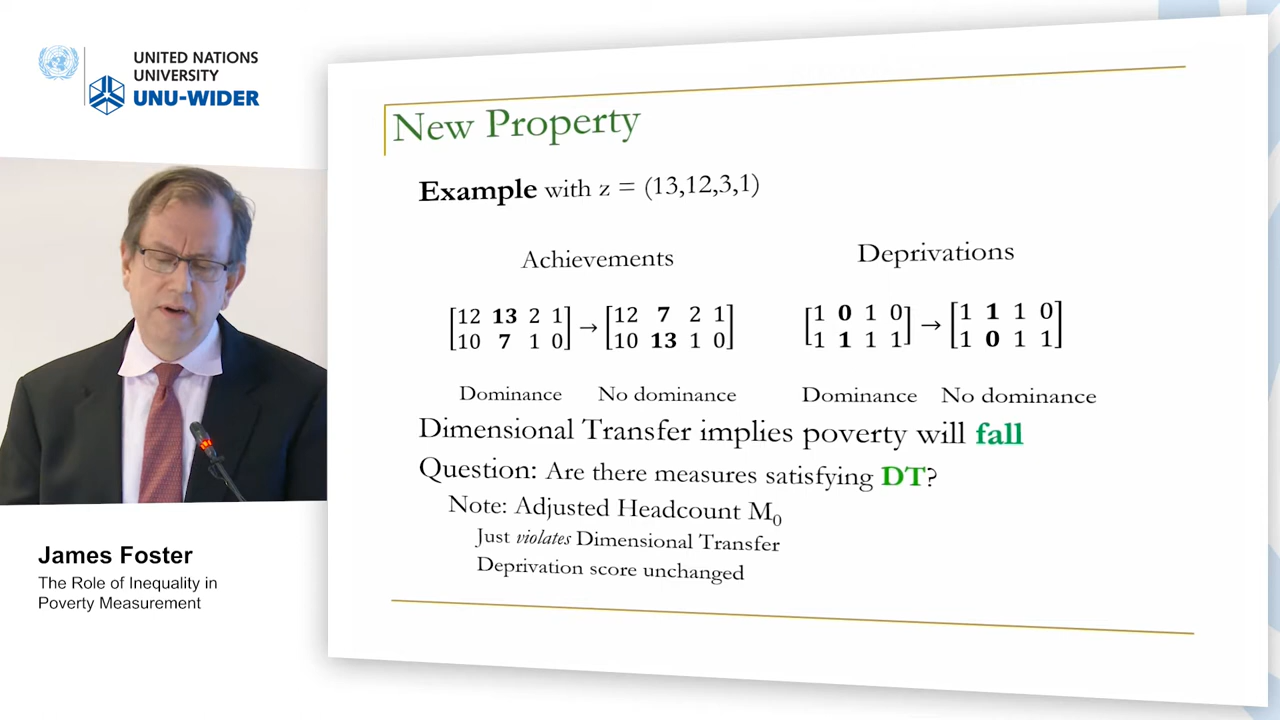 UNITED NATIONS
UNIVERSITY
UNU-WIDER
New Property
Example with z = (13,12,3,1)
Achievements
Deprivations
[12 13 2 1] → [12 7 2 1]
[10 7 1 0] [10 13 1 0]
[1 0 1 0] → [1 1 1 0]
[1 1 1 1] [1 0 1 1]
Dominance No dominance
Dominance No dominance
Dimensional Transfer implies poverty will fall
Question: Are there measures satisfying DT?
Note: Adjusted Headcount M₀
Just violates Dimensional Transfer
Deprivation score unchanged
James Foster
The Role of Inequality in
Poverty Measurement